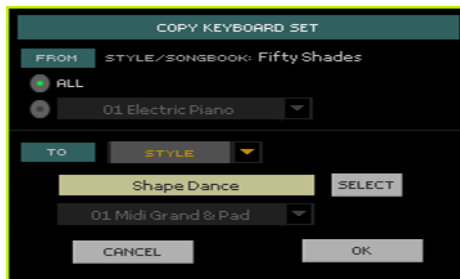 COPY KEYBOARD SET
FROM STYLE/SONGBOOK: Fifty Shades
ALL
01 Electric Piano
TO STYLE
Shape Dance SELECT
01 Midi Grand & Pad
CANCEL OK